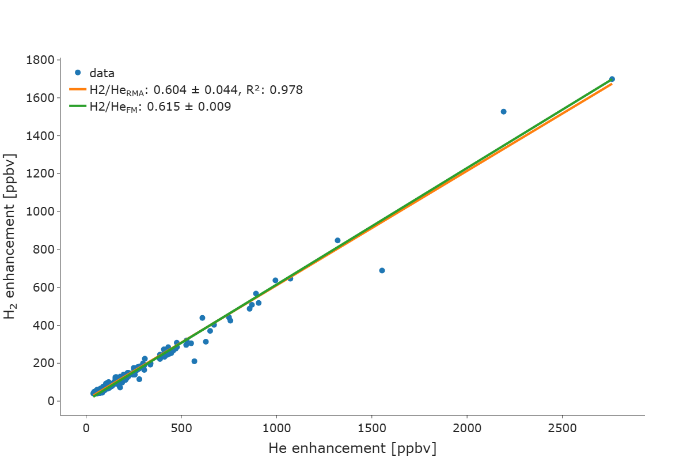 1800
1600
1400
1200
1000
800
600
400
200
0
H₂ enhancement [ppbv]
data
H2/HeRMA: 0.604 ± 0.044, R²: 0.978
H2/HeFM: 0.615 ± 0.009
0 500 1000 1500 2000 2500
He enhancement [ppbv]